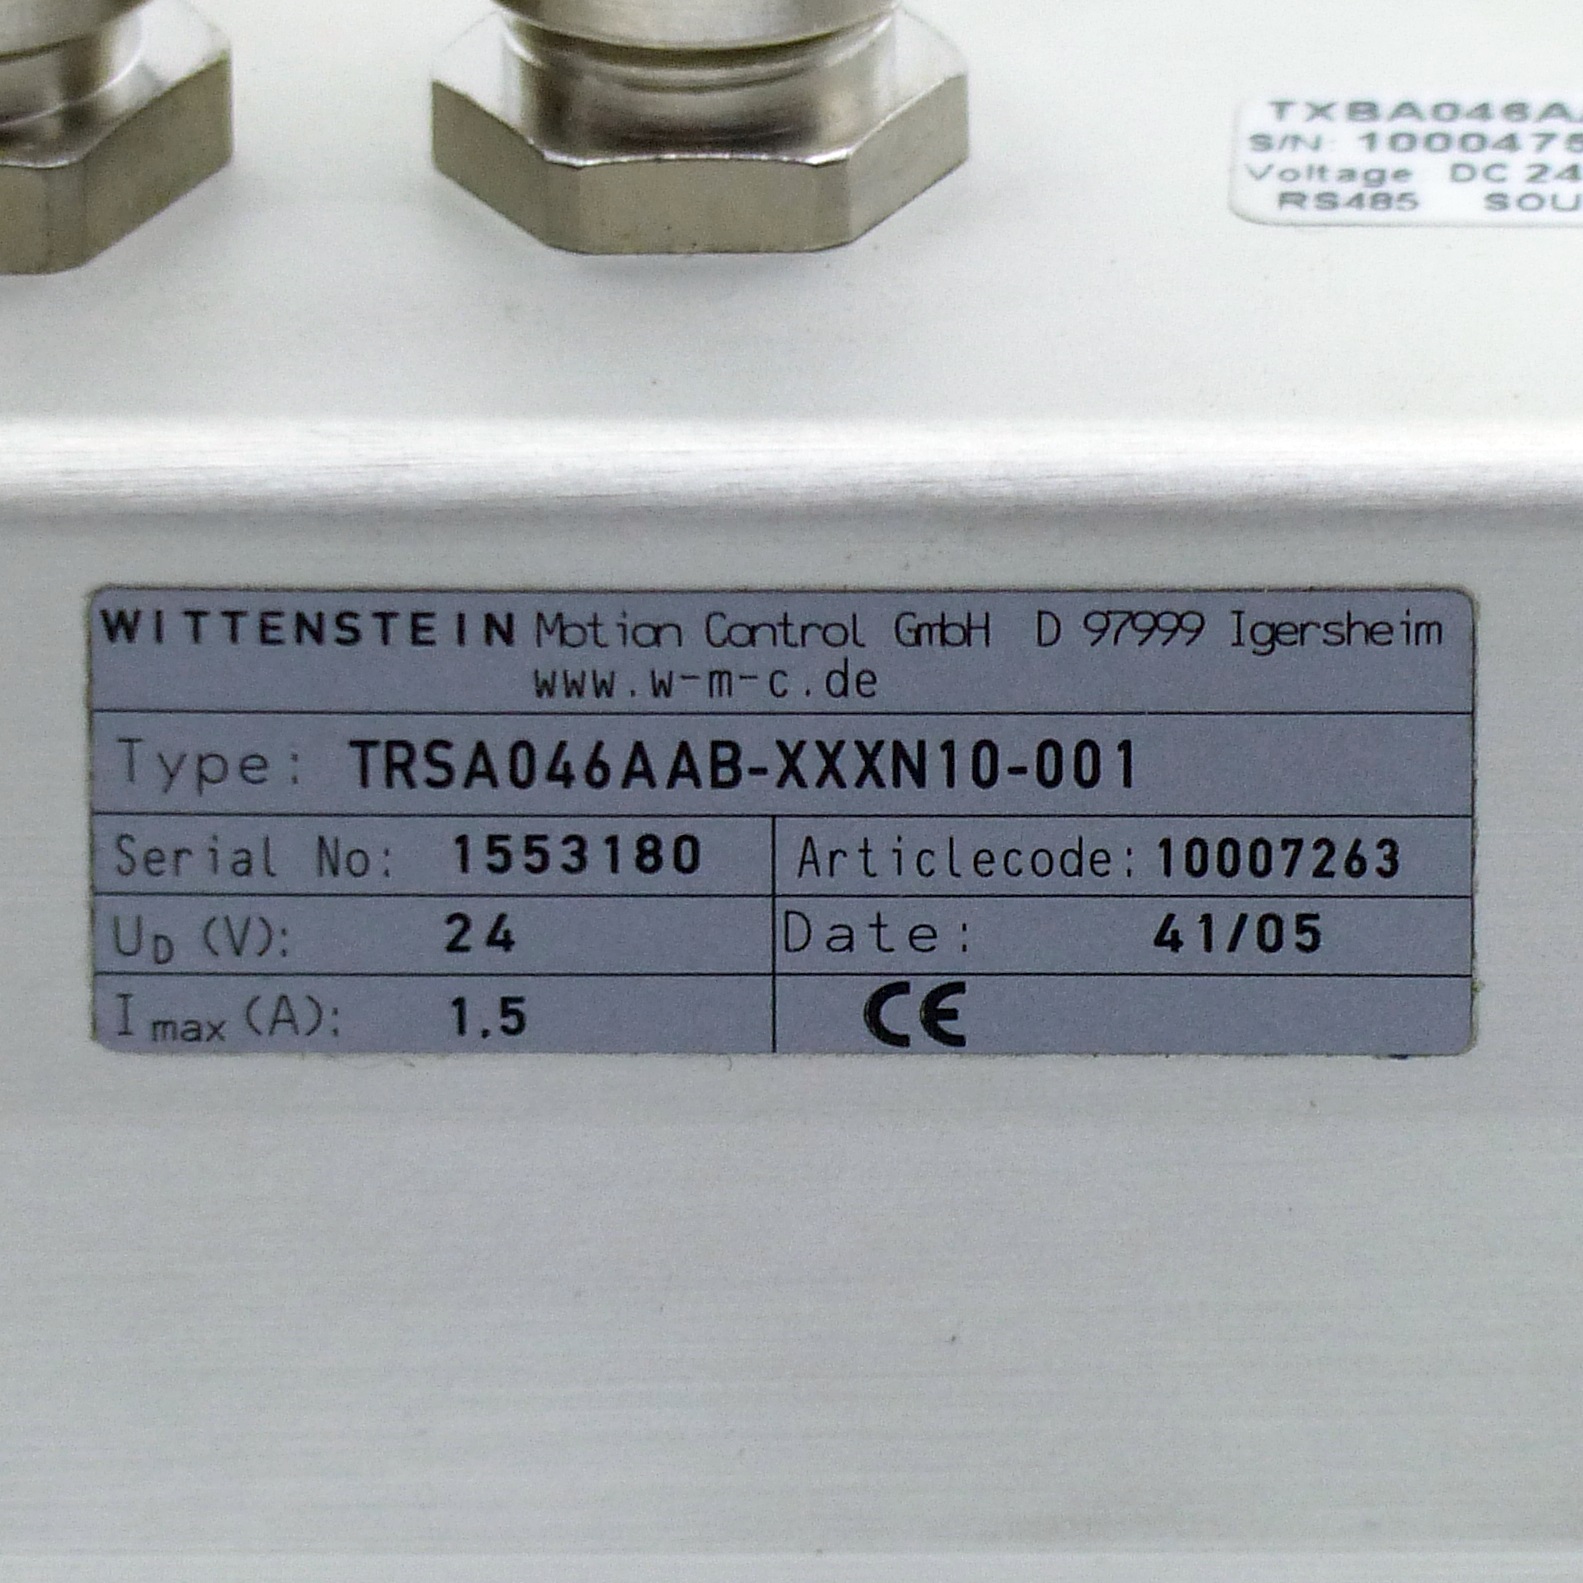 TXBA046A
S/N: 1000475
Voltage DC 24
RS485 SOU
WITTENSTEIN Motion Control GmbH D 97999 Igersheim
www.w-m-c.de
Type: TRSA046AAB-XXXN10-001
Serial No: 1553180 Articlecode: 10007263
UD (V): 24 Date: 41/05
I max (A): 1.5 CE